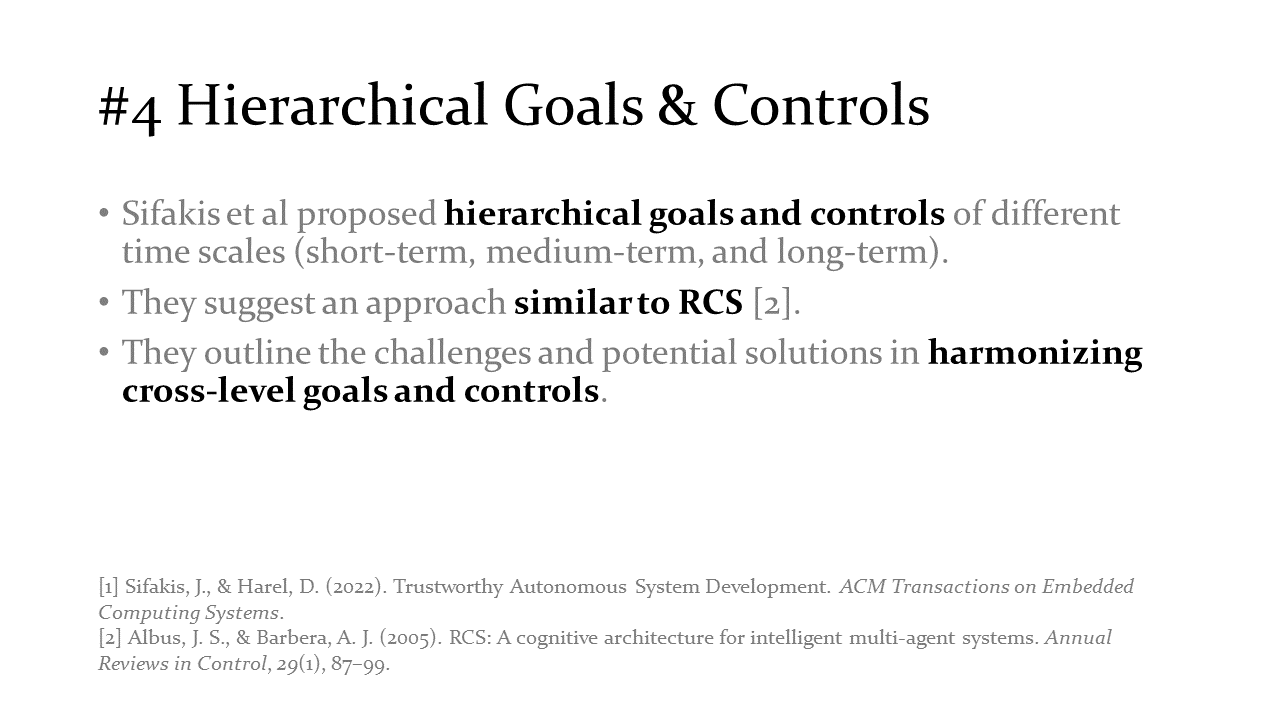 #4 Hierarchical Goals & Controls
• Sifakis et al proposed hierarchical goals and controls of different
time scales (short-term, medium-term, and long-term).
• They suggest an approach similar to RCS [2].
• They outline the challenges and potential solutions in harmonizing
cross-level goals and controls.
[1] Sifakis, J., & Harel, D. (2022). Trustworthy Autonomous System Development. ACM Transactions on Embedded
Computing Systems.
[2] Albus, J. S., & Barbera, A. J. (2005). RCS: A cognitive architecture for intelligent multi-agent systems. Annual
Reviews in Control, 29(1), 87–99.